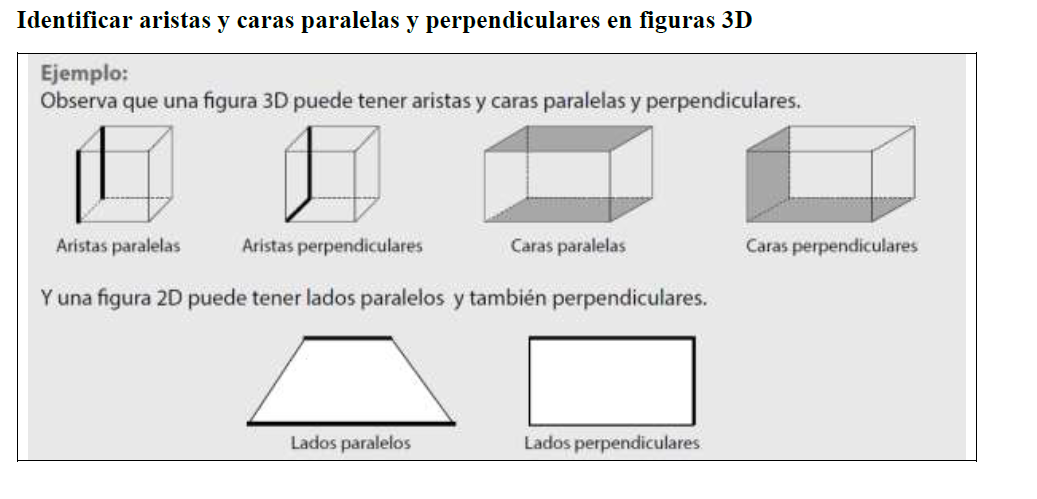 Identificar aristas y caras paralelas y perpendiculares en figuras 3D
Ejemplo:
Observa que una figura 3D puede tener aristas y caras paralelas y perpendiculares.
Aristas paralelas
Aristas perpendiculares
Caras paralelas
Caras perpendiculares
Y una figura 2D puede tener lados paralelos y también perpendiculares.
Lados paralelos
Lados perpendiculares